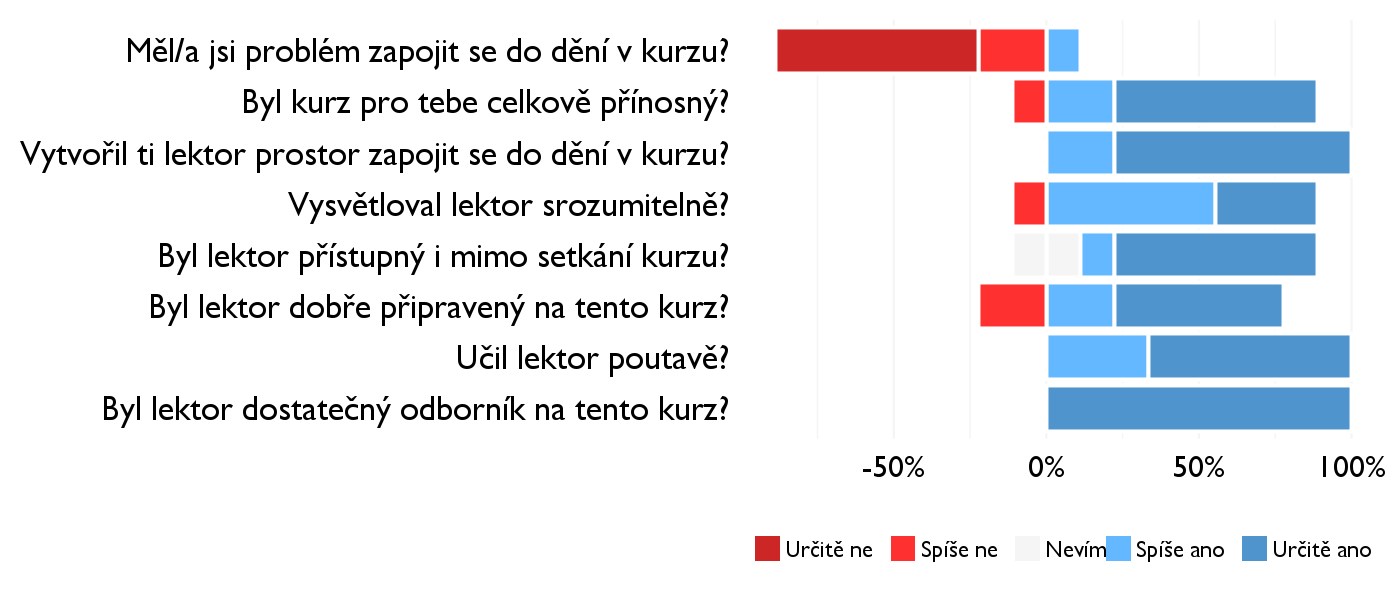 Měl/a jsi problém zapojit se do dění v kurzu?
Byl kurz pro tebe celkově přínosný?
Vytvořil ti lektor prostor zapojit se do dění v kurzu?
Vysvětloval lektor srozumitelně?
Byl lektor přístupný i mimo setkání kurzu?
Byl lektor dobře připravený na tento kurz?
Učil lektor poutavě?
Byl lektor dostatečný odborník na tento kurz?
-50% 0% 50% 100%
Určitě ne Spíše ne Nevím Spíše ano Určitě ano